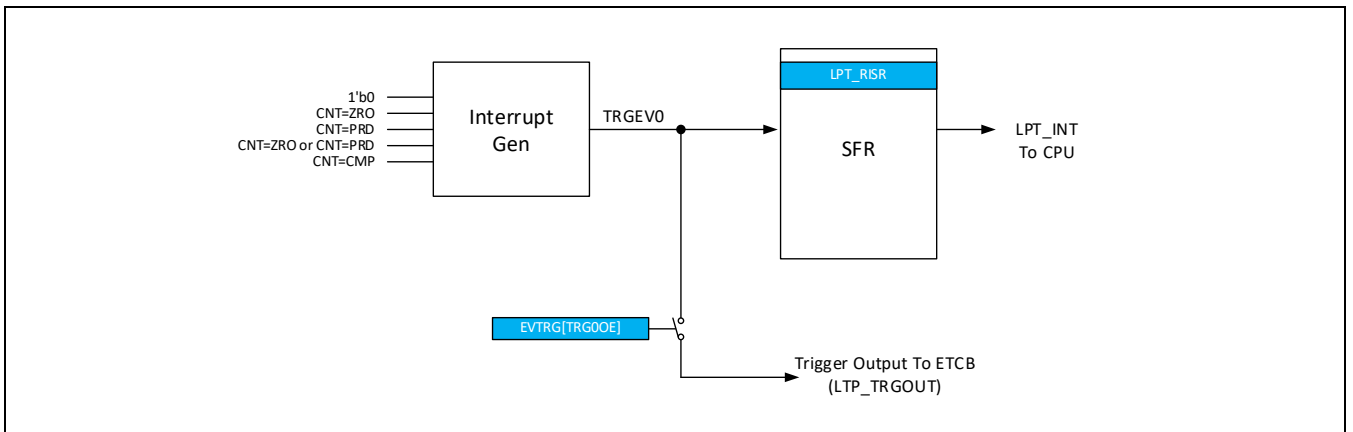 1'b0
CNT=ZRO
CNT=PRD
CNT=ZRO or CNT=PRD
CNT=CMP
Interrupt
Gen
TRGEV0
LPT_RISR
SFR
LPT_INT
To CPU
EVTRG[TRG0OE]
Trigger Output To ETCB
(LTP_TRGOUT)